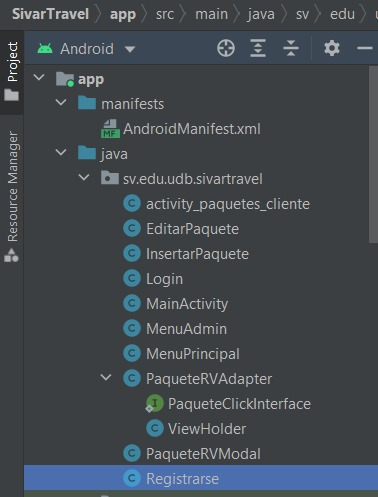 SivarTravel app src main java sv edu
Android
Project
Resource Manager
app
manifests
MF AndroidManifest.xml
java
sv.edu.udb.sivartravel
C activity_paquetes_cliente
C EditarPaquete
C InsertarPaquete
C Login
C MainActivity
C MenuAdmin
C MenuPrincipal
C PaqueteRVAdapter
I PaqueteClickInterface
C ViewHolder
C PaqueteRVModal
C Registrarse